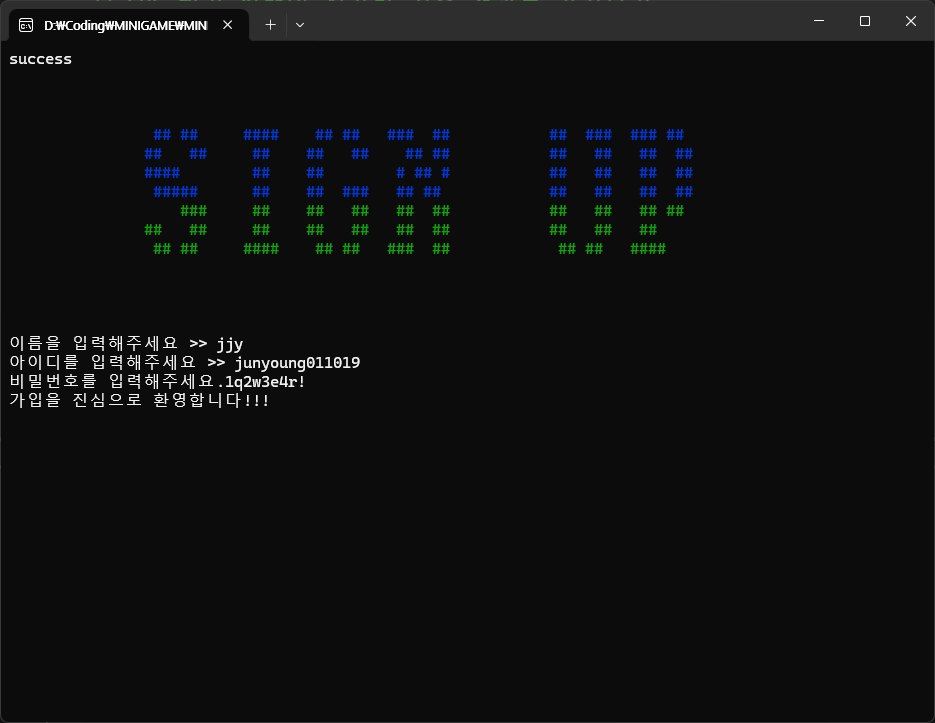 D:₩Coding₩MINIGAME₩MIN
success
SIGN UP
이름을 입력해주세요 >> jjy
아이디를 입력해주세요 >> junyoung011019
비밀번호를 입력해주세요.1q2w3e4r!
가입을 진심으로 환영합니다!!!